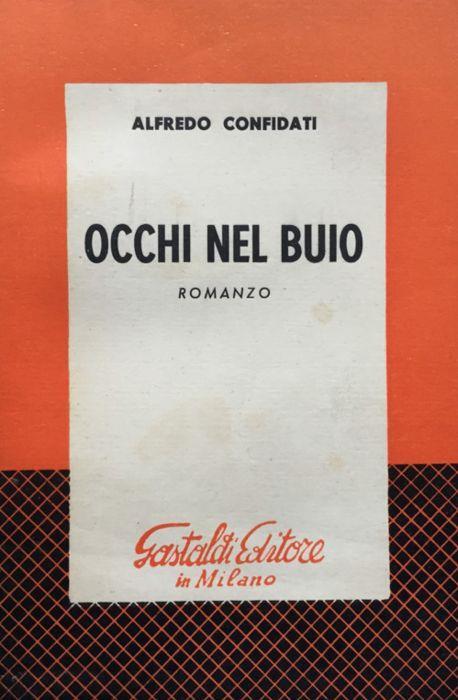 ALFREDO CONFIDATI
OCCHI NEL BUIO
ROMANZO
Gastaldi Editore
in Milano